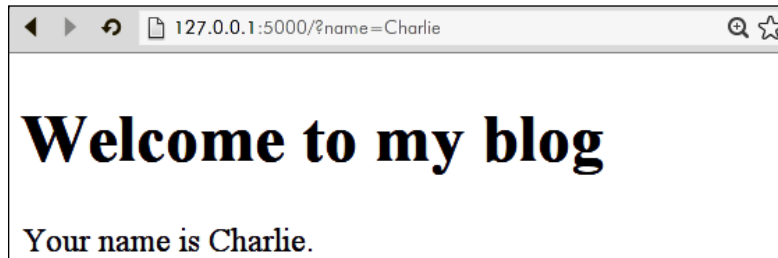 127.0.0.1:5000/?name=Charlie
Welcome to my blog
Your name is Charlie.